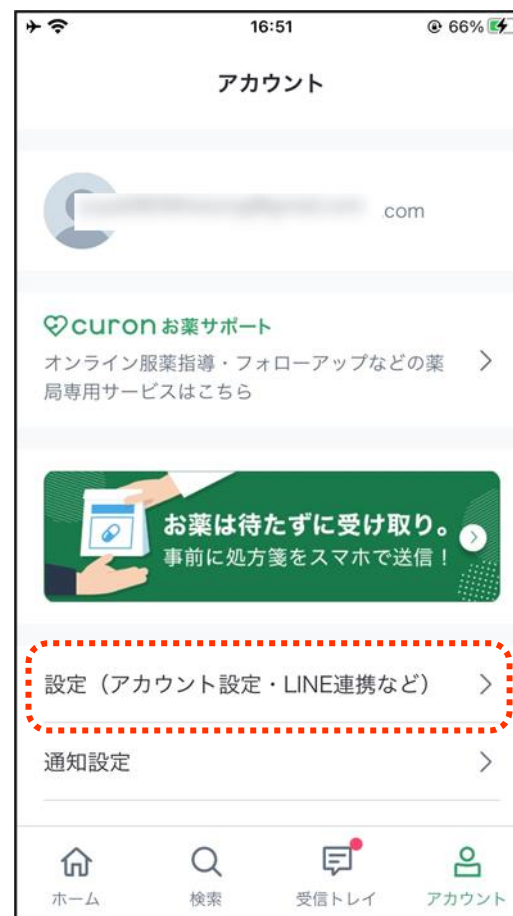 16:51
66%
アカウント
.com
curon お薬サポート
オンライン服薬指導・フォローアップなどの薬
局専用サービスはこちら
お薬は待たずに受け取り。
事前に処方箋をスマホで送信！
設定（アカウント設定・LINE連携など）
通知設定
ホーム
検索
受信トレイ
アカウント